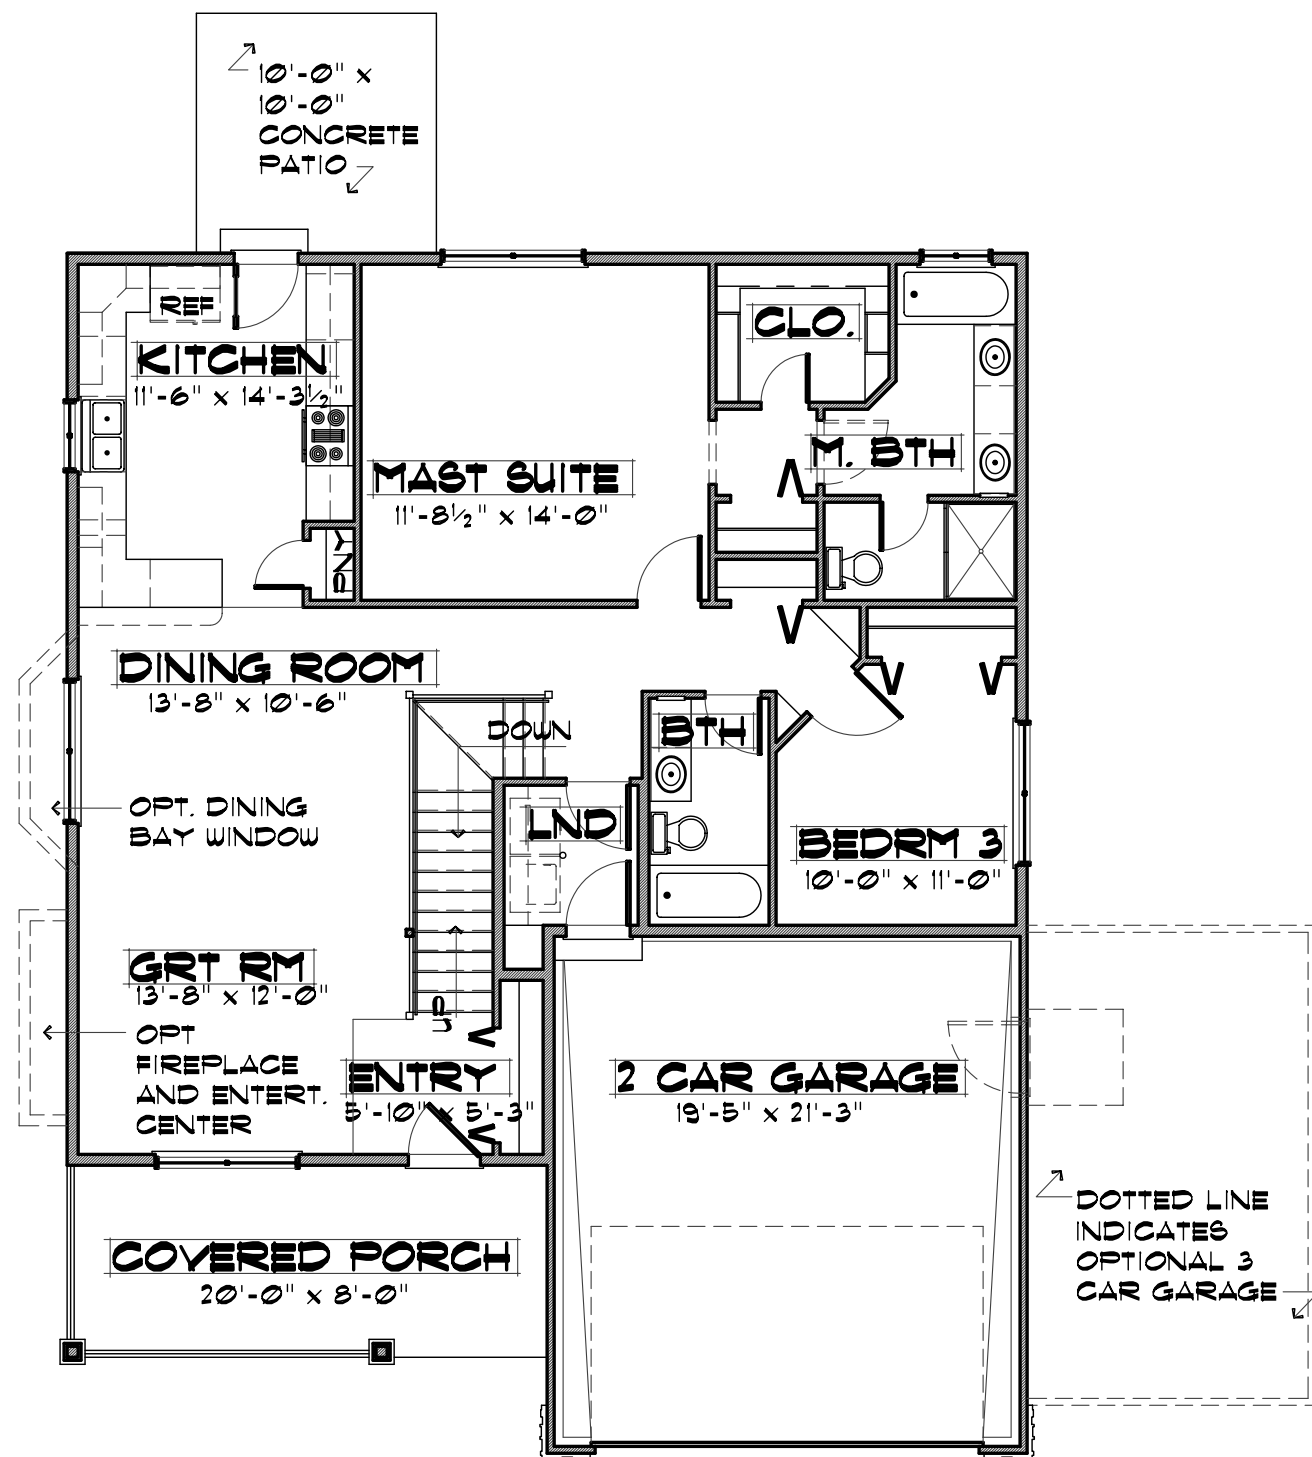 10'-0" x
10'-0"
CONCRETE
PATIO
REF
KITCHEN
11'-6" x 14'-3½"
CLO.
M. BTH
MAST SUITE
11'-8½" x 14'-0"
PNY
DINING ROOM
13'-8" x 10'-6"
DOWN
BTH
OPT. DINING
BAY WINDOW
LND
BEDRM 3
10'-0" x 11'-0"
GRT RM
13'-8" x 12'-0"
UP
OPT
FIREPLACE
AND ENTERT.
CENTER
ENTRY
5'-10" x 5'-3"
2 CAR GARAGE
19'-5" x 21'-3"
DOTTED LINE
INDICATES
OPTIONAL 3
CAR GARAGE
COVERED PORCH
20'-0" x 8'-0"